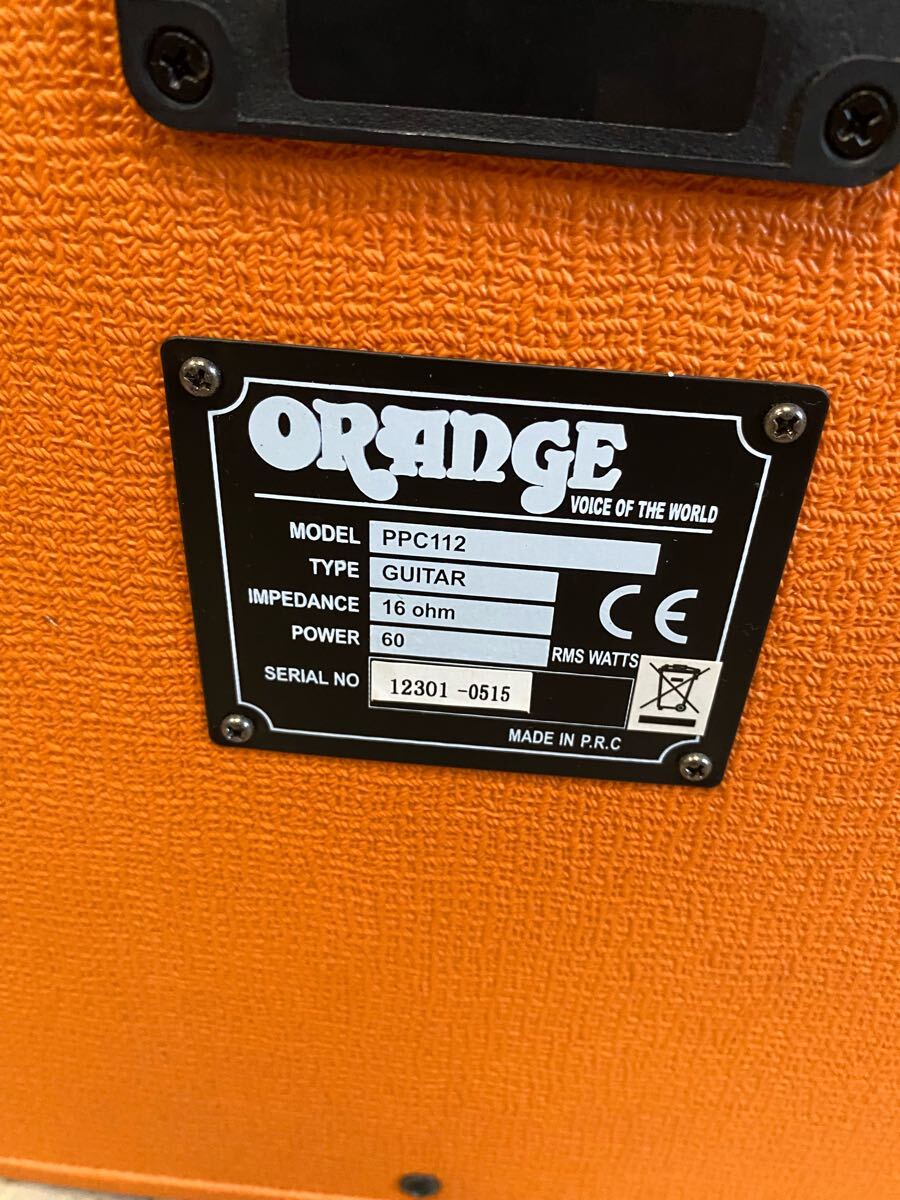 ORANGE
VOICE OF THE WORLD
MODEL PPC112
TYPE GUITAR
IMPEDANCE 16 ohm
POWER 60 RMS WATTS
SERIAL NO 12301 -0515
CE
MADE IN P.R.C